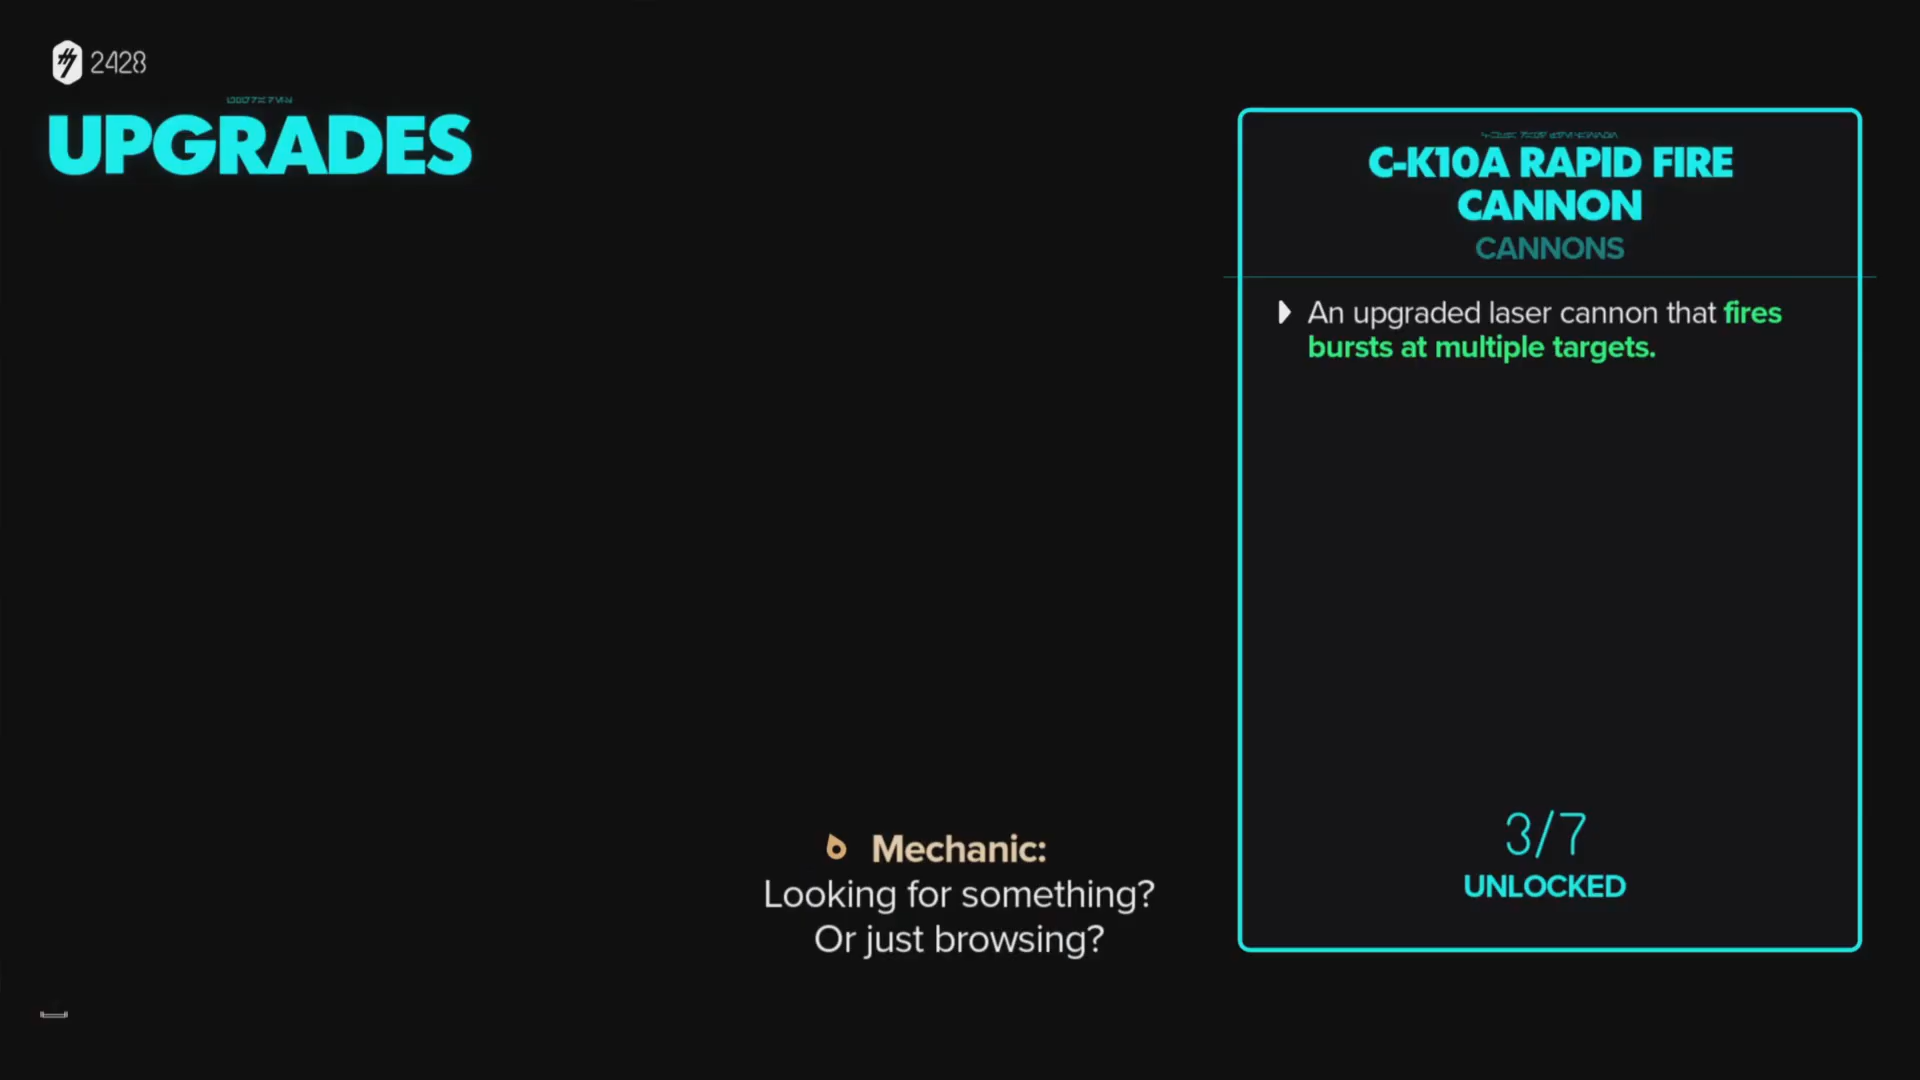 2428
UPGRADES
C-K10A RAPID FIRE
CANNON
CANNONS
An upgraded laser cannon that fires
bursts at multiple targets.
3/7
UNLOCKED
Mechanic:
Looking for something?
Or just browsing?